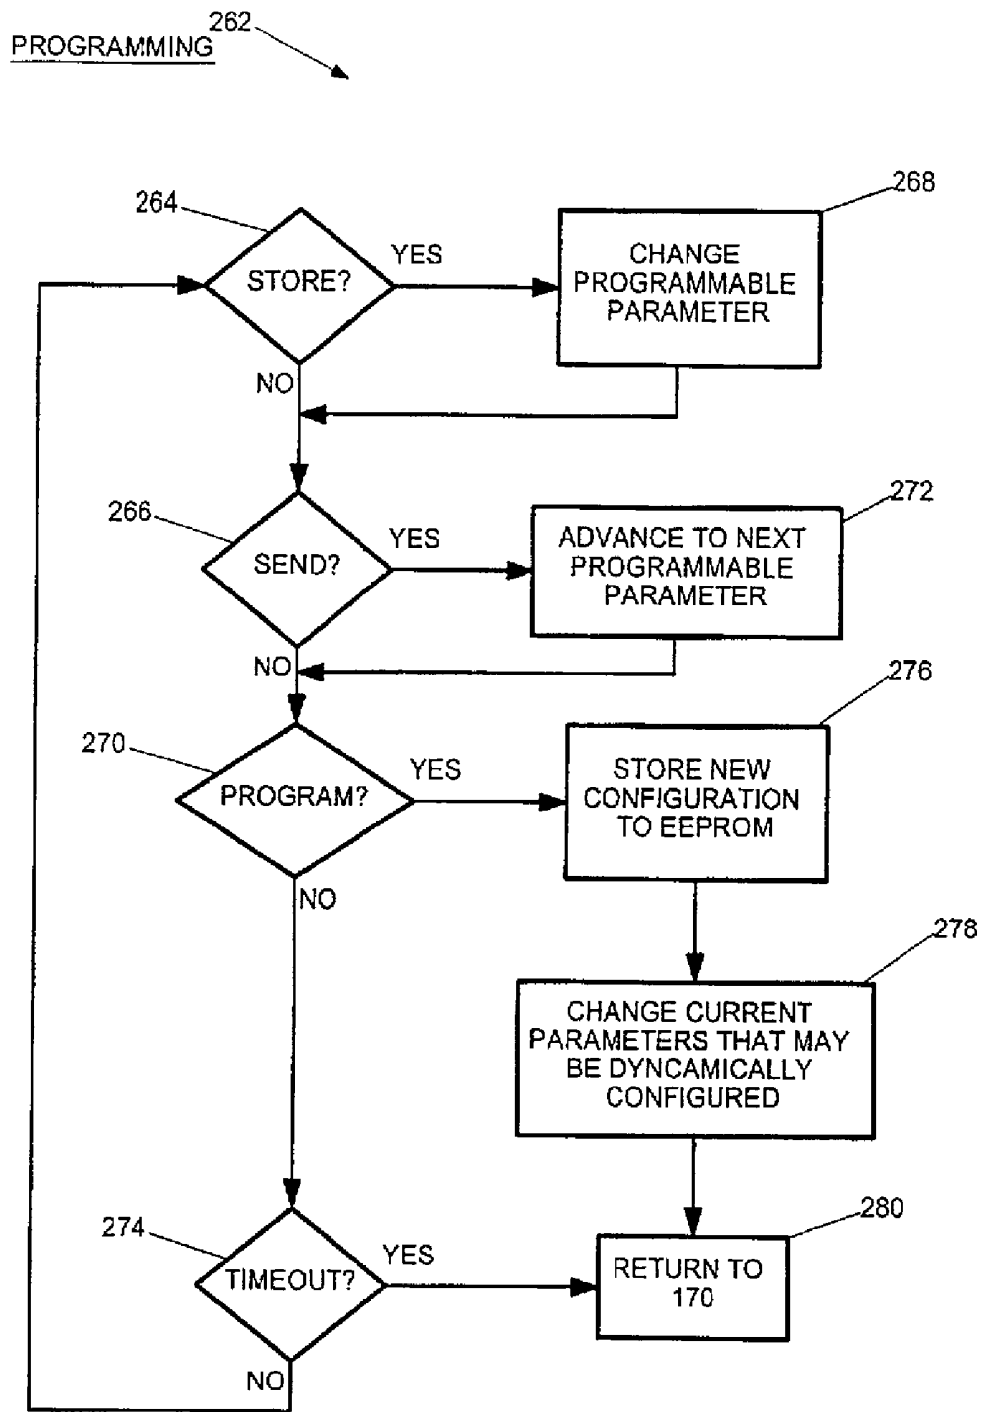 PROGRAMMING
262
264
STORE?
YES
268
CHANGE
PROGRAMMABLE
PARAMETER
NO
266
SEND?
YES
272
ADVANCE TO NEXT
PROGRAMMABLE
PARAMETER
NO
270
PROGRAM?
YES
276
STORE NEW
CONFIGURATION
TO EEPROM
NO
278
CHANGE CURRENT
PARAMETERS THAT MAY
BE DYNCAMICALLY
CONFIGURED
274
TIMEOUT?
YES
280
RETURN TO
170
NO